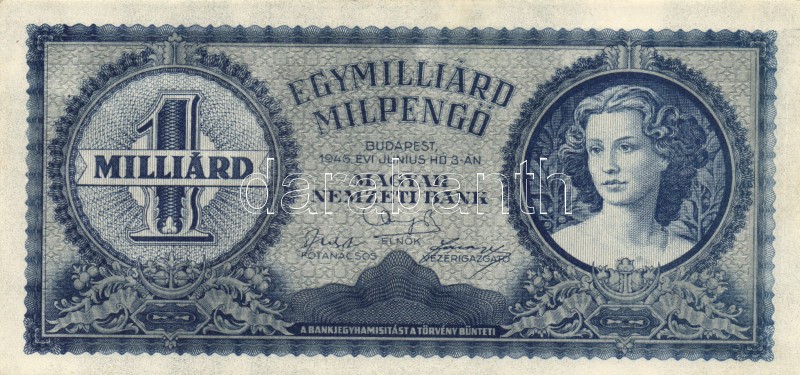 1
MILLIÁRD
EGYMILLIÁRD
MILPENGŐ
BUDAPEST,
1946. ÉVI JÚNIUS HÓ 3-ÁN
MAGYAR
NEMZETI BANK
ELNÖK
FŐTANÁCSOS
VEZÉRIGAZGATÓ
A BANKJEGYHAMISITÁST A TÖRVÉNY BÜNTETI
darabanth